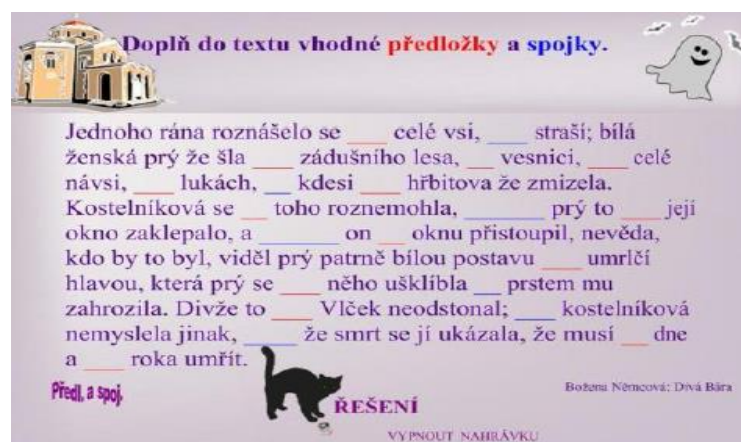 Doplň do textu vhodné předložky a spojky.
Jednoho rána roznášelo se ____ celé vsi, ___ straší; bílá
ženská prý že šla ____ zádušního lesa, __ vesnici, ____ celé
návsi, ___ lukách, __ kdesi ___ hřbitova že zmizela.
Kostelníková se __ toho roznemohla, _______ prý to ___ její
okno zaklepalo, a _______ on __ oknu přistoupil, nevěda,
kdo by to byl, viděl prý patrně bílou postavu ___ umrlčí
hlavou, která prý se ___ něho ušklíbla __ prstem mu
zahrozila. Divže to ___ Vlček neodstonal; ___ kostelníková
nemyslela jinak, ____ že smrt se jí ukázala, že musí __ dne
a ___ roka umřít.
Předl. a spoj.
Božena Němcová: Divá Bára
ŘEŠENÍ
VYPNOUT NAHRÁVKU